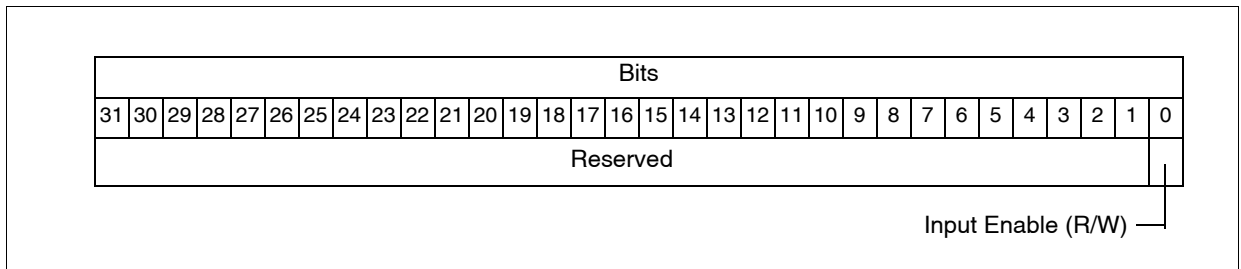 Bits
31 30 29 28 27 26 25 24 23 22 21 20 19 18 17 16 15 14 13 12 11 10 9 8 7 6 5 4 3 2 1 0
Reserved
Input Enable (R/W)